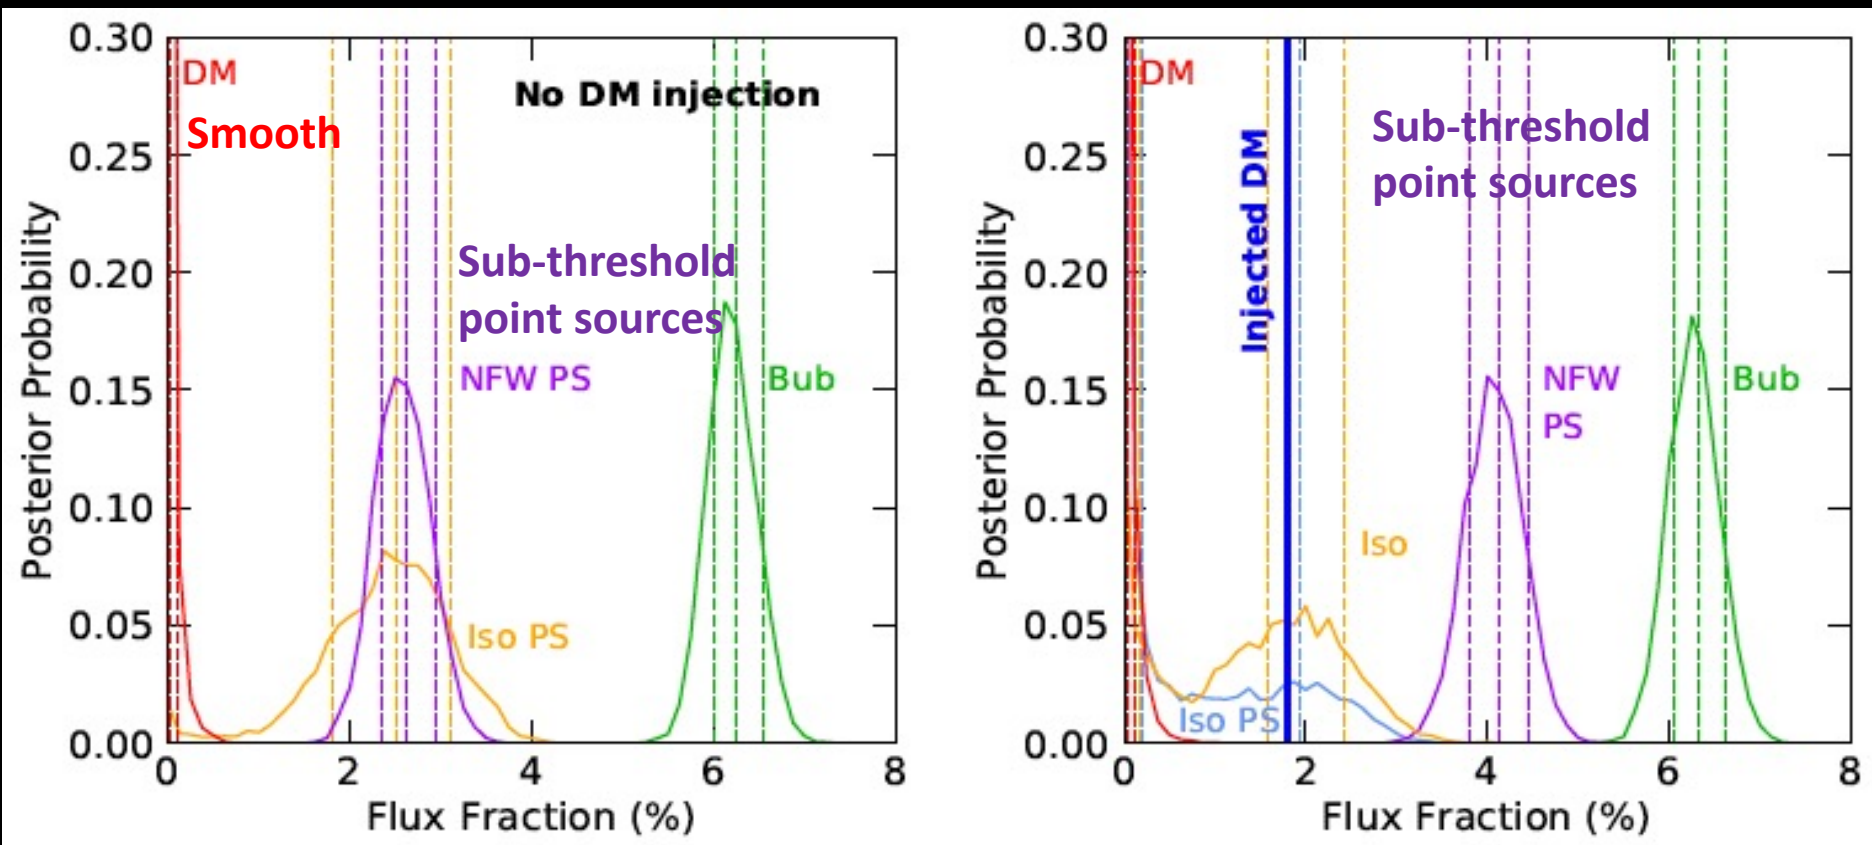 0.30
0.25
0.20
0.15
0.10
0.05
0.00
0
2
4
6
8
Posterior Probability
Flux Fraction (%)
DM
Smooth
No DM injection
Sub-threshold
point sources
NFW PS
Bub
Iso PS
0.30
0.25
0.20
0.15
0.10
0.05
0.00
0
2
4
6
8
Posterior Probability
Flux Fraction (%)
DM
Injected DM
Sub-threshold
point sources
NFW
PS
Bub
Iso
Iso PS